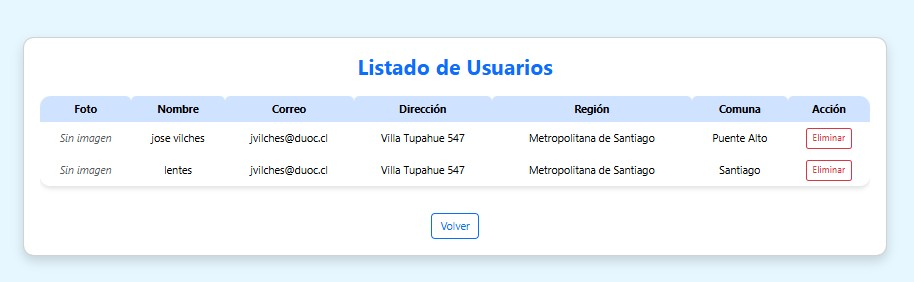 Listado de Usuarios
Foto Nombre Correo Dirección Región Comuna Acción
Sin imagen jose vilches jvilches@duoc.cl Villa Tupahue 547 Metropolitana de Santiago Puente Alto Eliminar
Sin imagen lentes jvilches@duoc.cl Villa Tupahue 547 Metropolitana de Santiago Santiago Eliminar
Volver